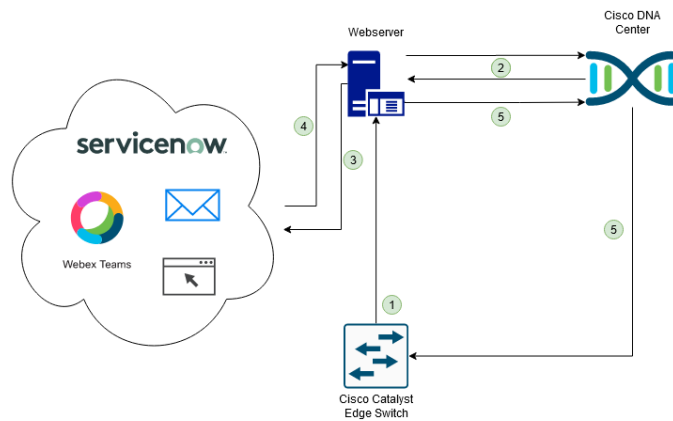 Cisco DNA
Center
Webserver
2
4
5
servicenow
3
5
Webex Teams
1
Cisco Catalyst
Edge Switch